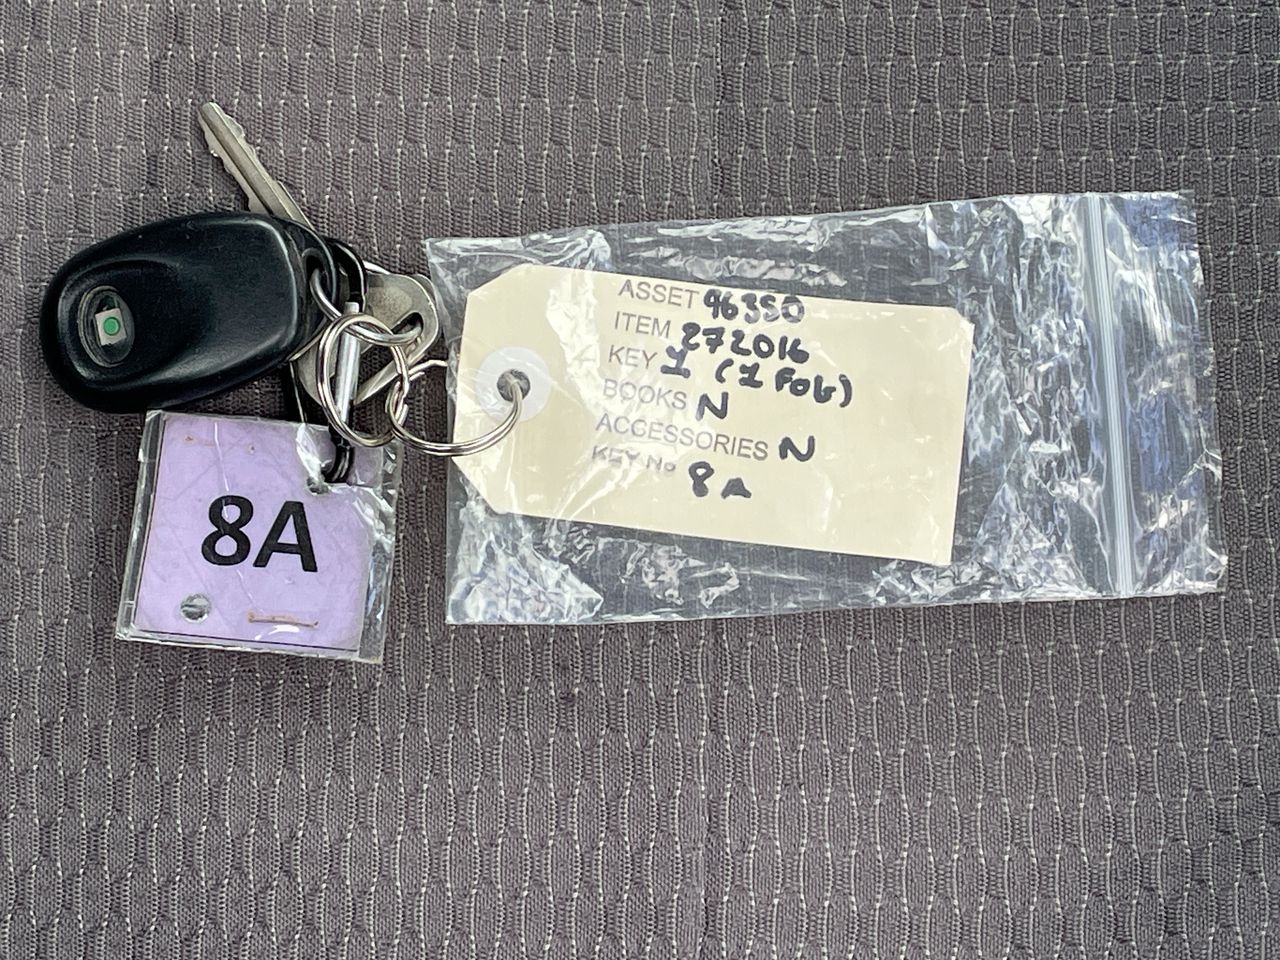 ASSET 96350
ITEM 272016
KEY 1 (1 FOB)
BOOKS N
ACCESSORIES N
KEY No 8A
8A